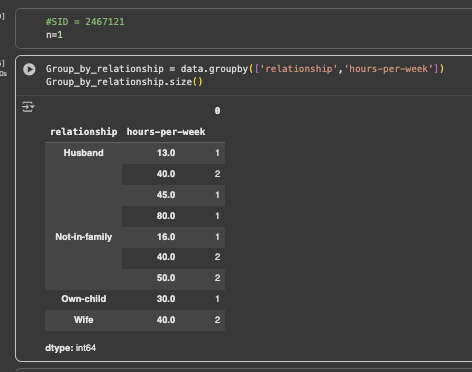 #SID = 2467121
n=1
Group_by_relationship = data.groupby(['relationship','hours-per-week'])
Group_by_relationship.size()
0
relationship hours-per-week
Husband 13.0 1
40.0 2
45.0 1
80.0 1
Not-in-family 16.0 1
40.0 2
50.0 2
Own-child 30.0 1
Wife 40.0 2
dtype: int64